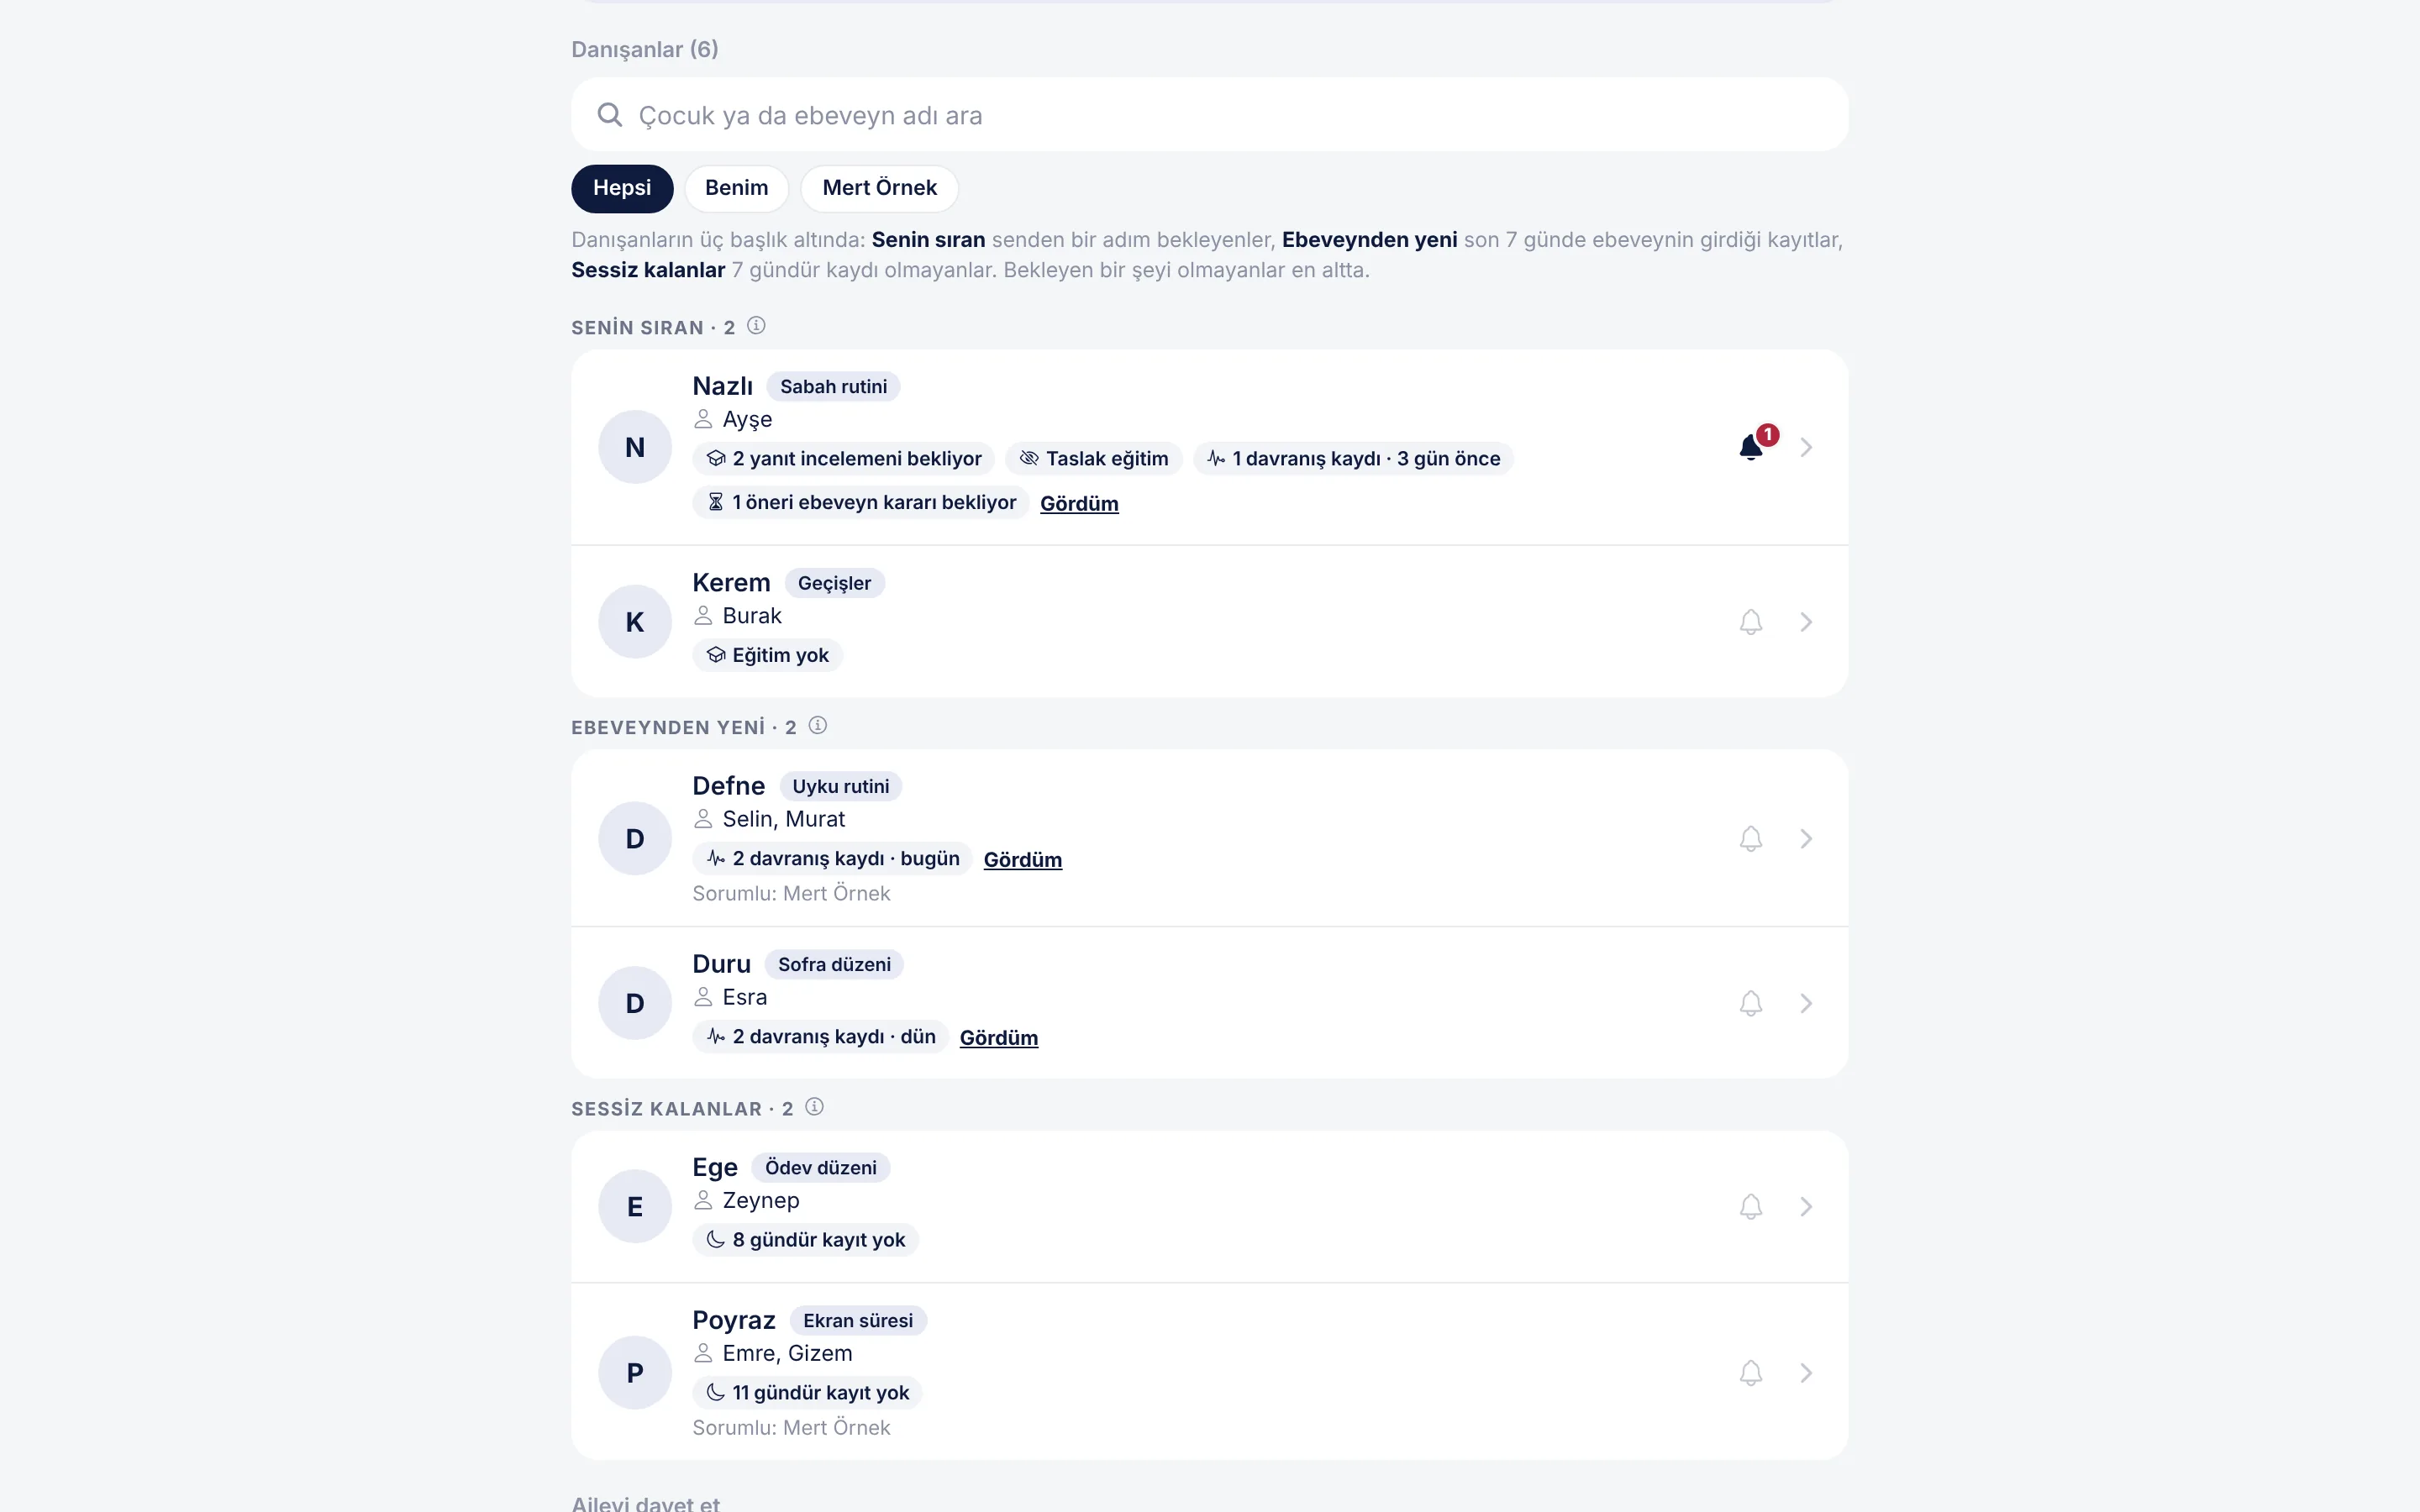 Danışanlar (6)
Çocuk ya da ebeveyn adı ara
Hepsi Benim Mert Örnek
Danışanların üç başlık altında: Senin sıran senden bir adım bekleyenler, Ebeveynden yeni son 7 günde ebeveynin girdiği kayıtlar,
Sessiz kalanlar 7 gündür kaydı olmayanlar. Bekleyen bir şeyi olmayanlar en altta.
SENİN SIRAN · 2
Nazlı Sabah rutini
N
Ayşe
2 yanıt incelemeni bekliyor Taslak eğitim 1 davranış kaydı · 3 gün önce
1
1 öneri ebeveyn kararı bekliyor Gördüm
Kerem Geçişler
K
Burak
Eğitim yok
EBEVEYNDEN YENİ · 2
Defne Uyku rutini
D
Selin, Murat
2 davranış kaydı · bugün Gördüm
Sorumlu: Mert Örnek
Duru Sofra düzeni
D
Esra
2 davranış kaydı · dün Gördüm
SESSİZ KALANLAR · 2
Ege Ödev düzeni
E
Zeynep
8 gündür kayıt yok
Poyraz Ekran süresi
P
Emre, Gizem
11 gündür kayıt yok
Sorumlu: Mert Örnek
Aileyi davet et